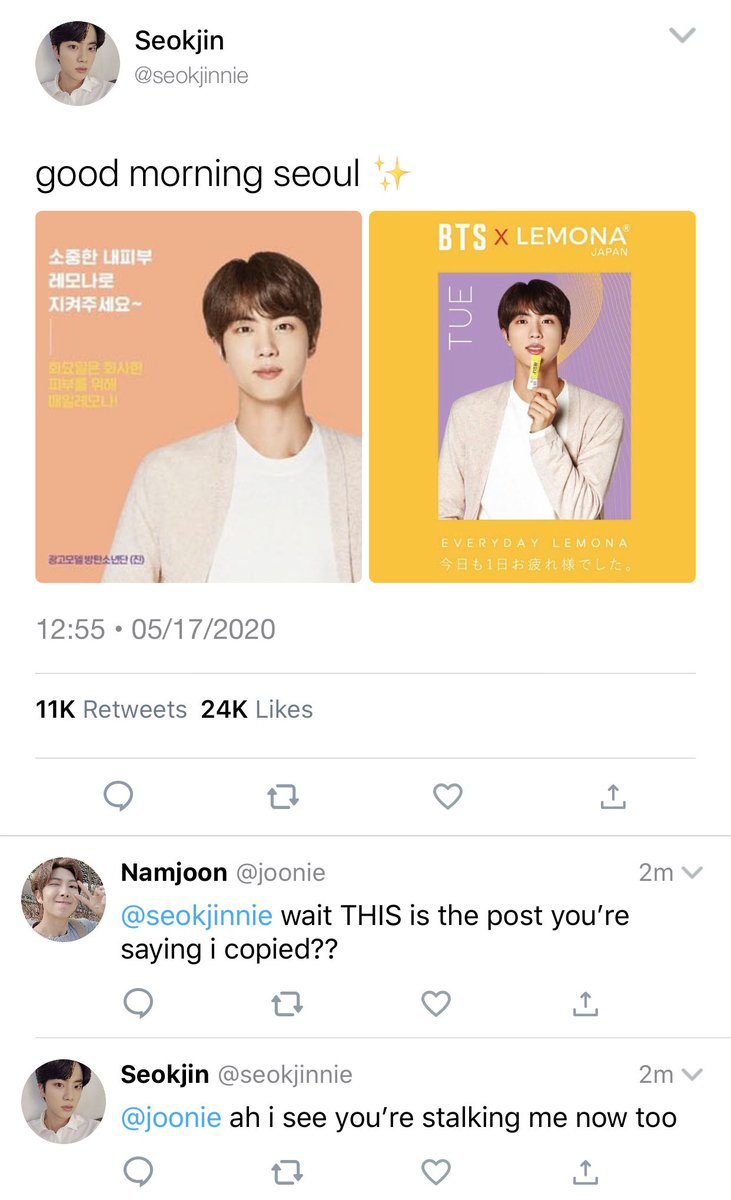 Seokjin
@seokjinnie
good morning seoul ✨
소중한 내피부
레모나로
지켜주세요~
화요일은 화사한
피부를 위해
매일레모나!
광고모델 방탄소년단 (진)
BTS X LEMONA®
JAPAN
TUE
EVERYDAY LEMONA
今日も1日お疲れ様でした。
12:55 • 05/17/2020
11K Retweets 24K Likes
Namjoon @joonie 2m
@seokjinnie wait THIS is the post you’re
saying i copied??
Seokjin @seokjinnie 2m
@joonie ah i see you’re stalking me now too